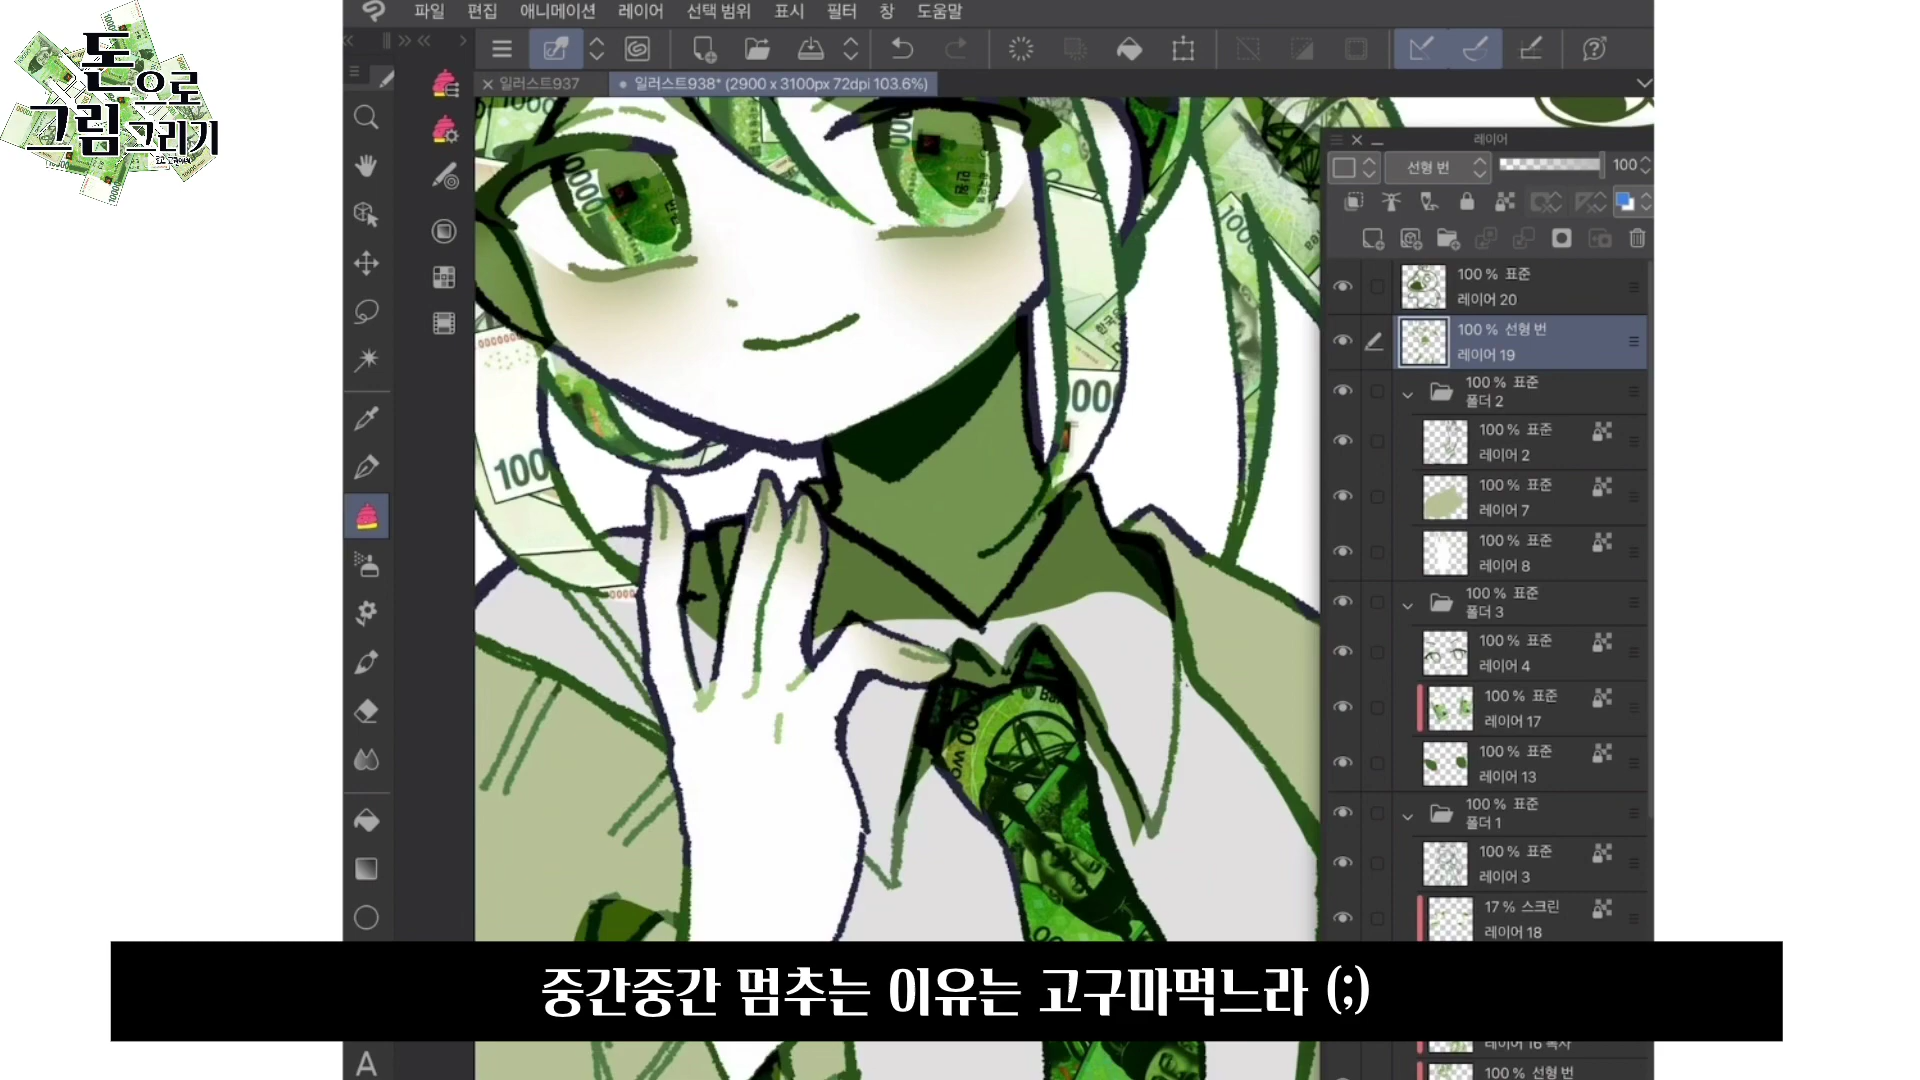 돈으로
그림그리기
파일 편집 애니메이션 레이어 선택 범위 표시 필터 창 도움말
일러스트937
일러스트938* (2900 x 3100px 72dpi 103.6%)
레이어
선형 번
100
100 % 표준
레이어 20
100 % 선형 번
레이어 19
100 % 표준
폴더 2
100 % 표준
레이어 2
100 % 표준
레이어 7
100 % 표준
레이어 8
100 % 표준
폴더 3
100 % 표준
레이어 4
100 % 표준
레이어 17
100 % 표준
레이어 13
100 % 표준
폴더 1
100 % 표준
레이어 3
17 % 스크린
레이어 18
레이어 16 복사
100 % 선형 번
중간중간 멈추는 이유는 고구마먹느라 (;)
A